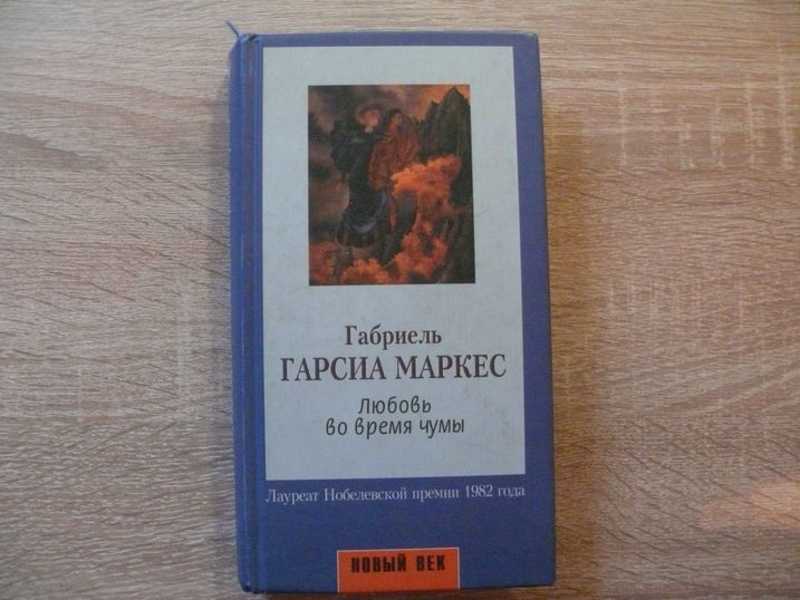 Габриель
ГАРСИА МАРКЕС
Любовь
во время чумы
Лауреат Нобелевской премии 1982 года
НОВЫЙ ВЕК